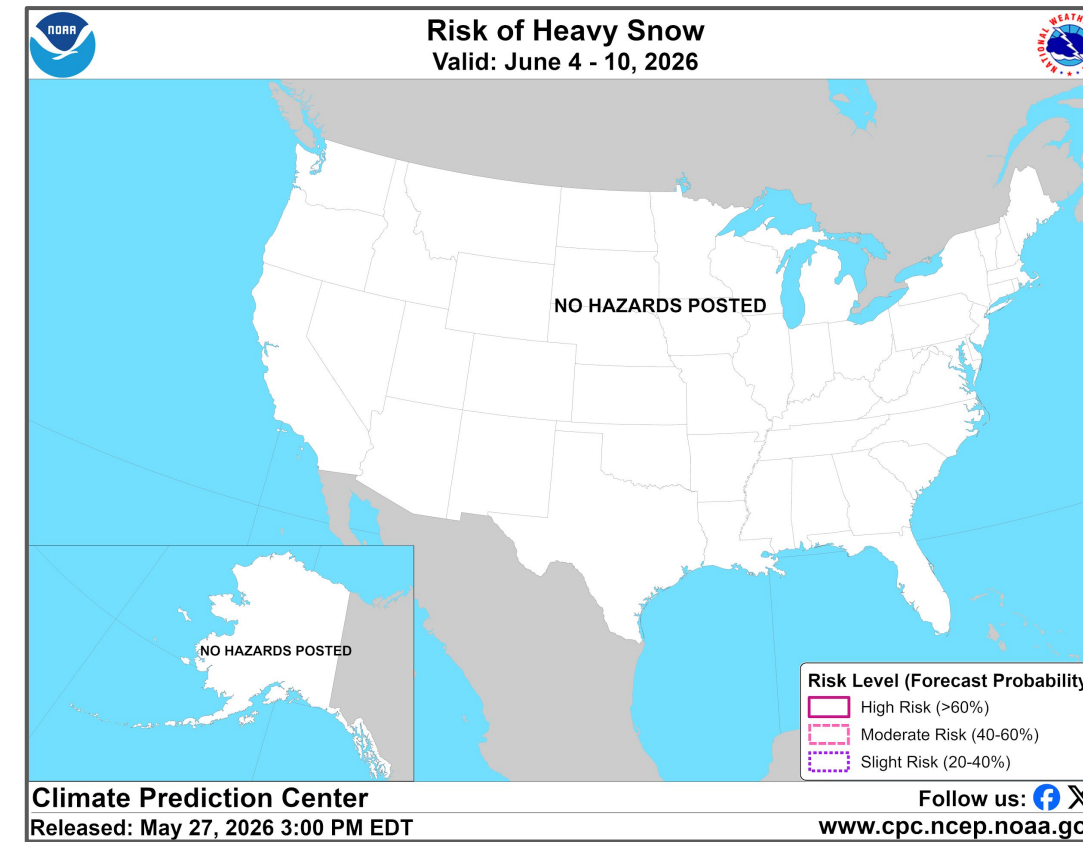 NOAA
Risk of Heavy Snow
Valid: June 4 - 10, 2026
NO HAZARDS POSTED
NO HAZARDS POSTED
Risk Level (Forecast Probability
High Risk (>60%)
Moderate Risk (40-60%)
Slight Risk (20-40%)
Climate Prediction Center
Follow us:
Released: May 27, 2026 3:00 PM EDT
www.cpc.ncep.noaa.go